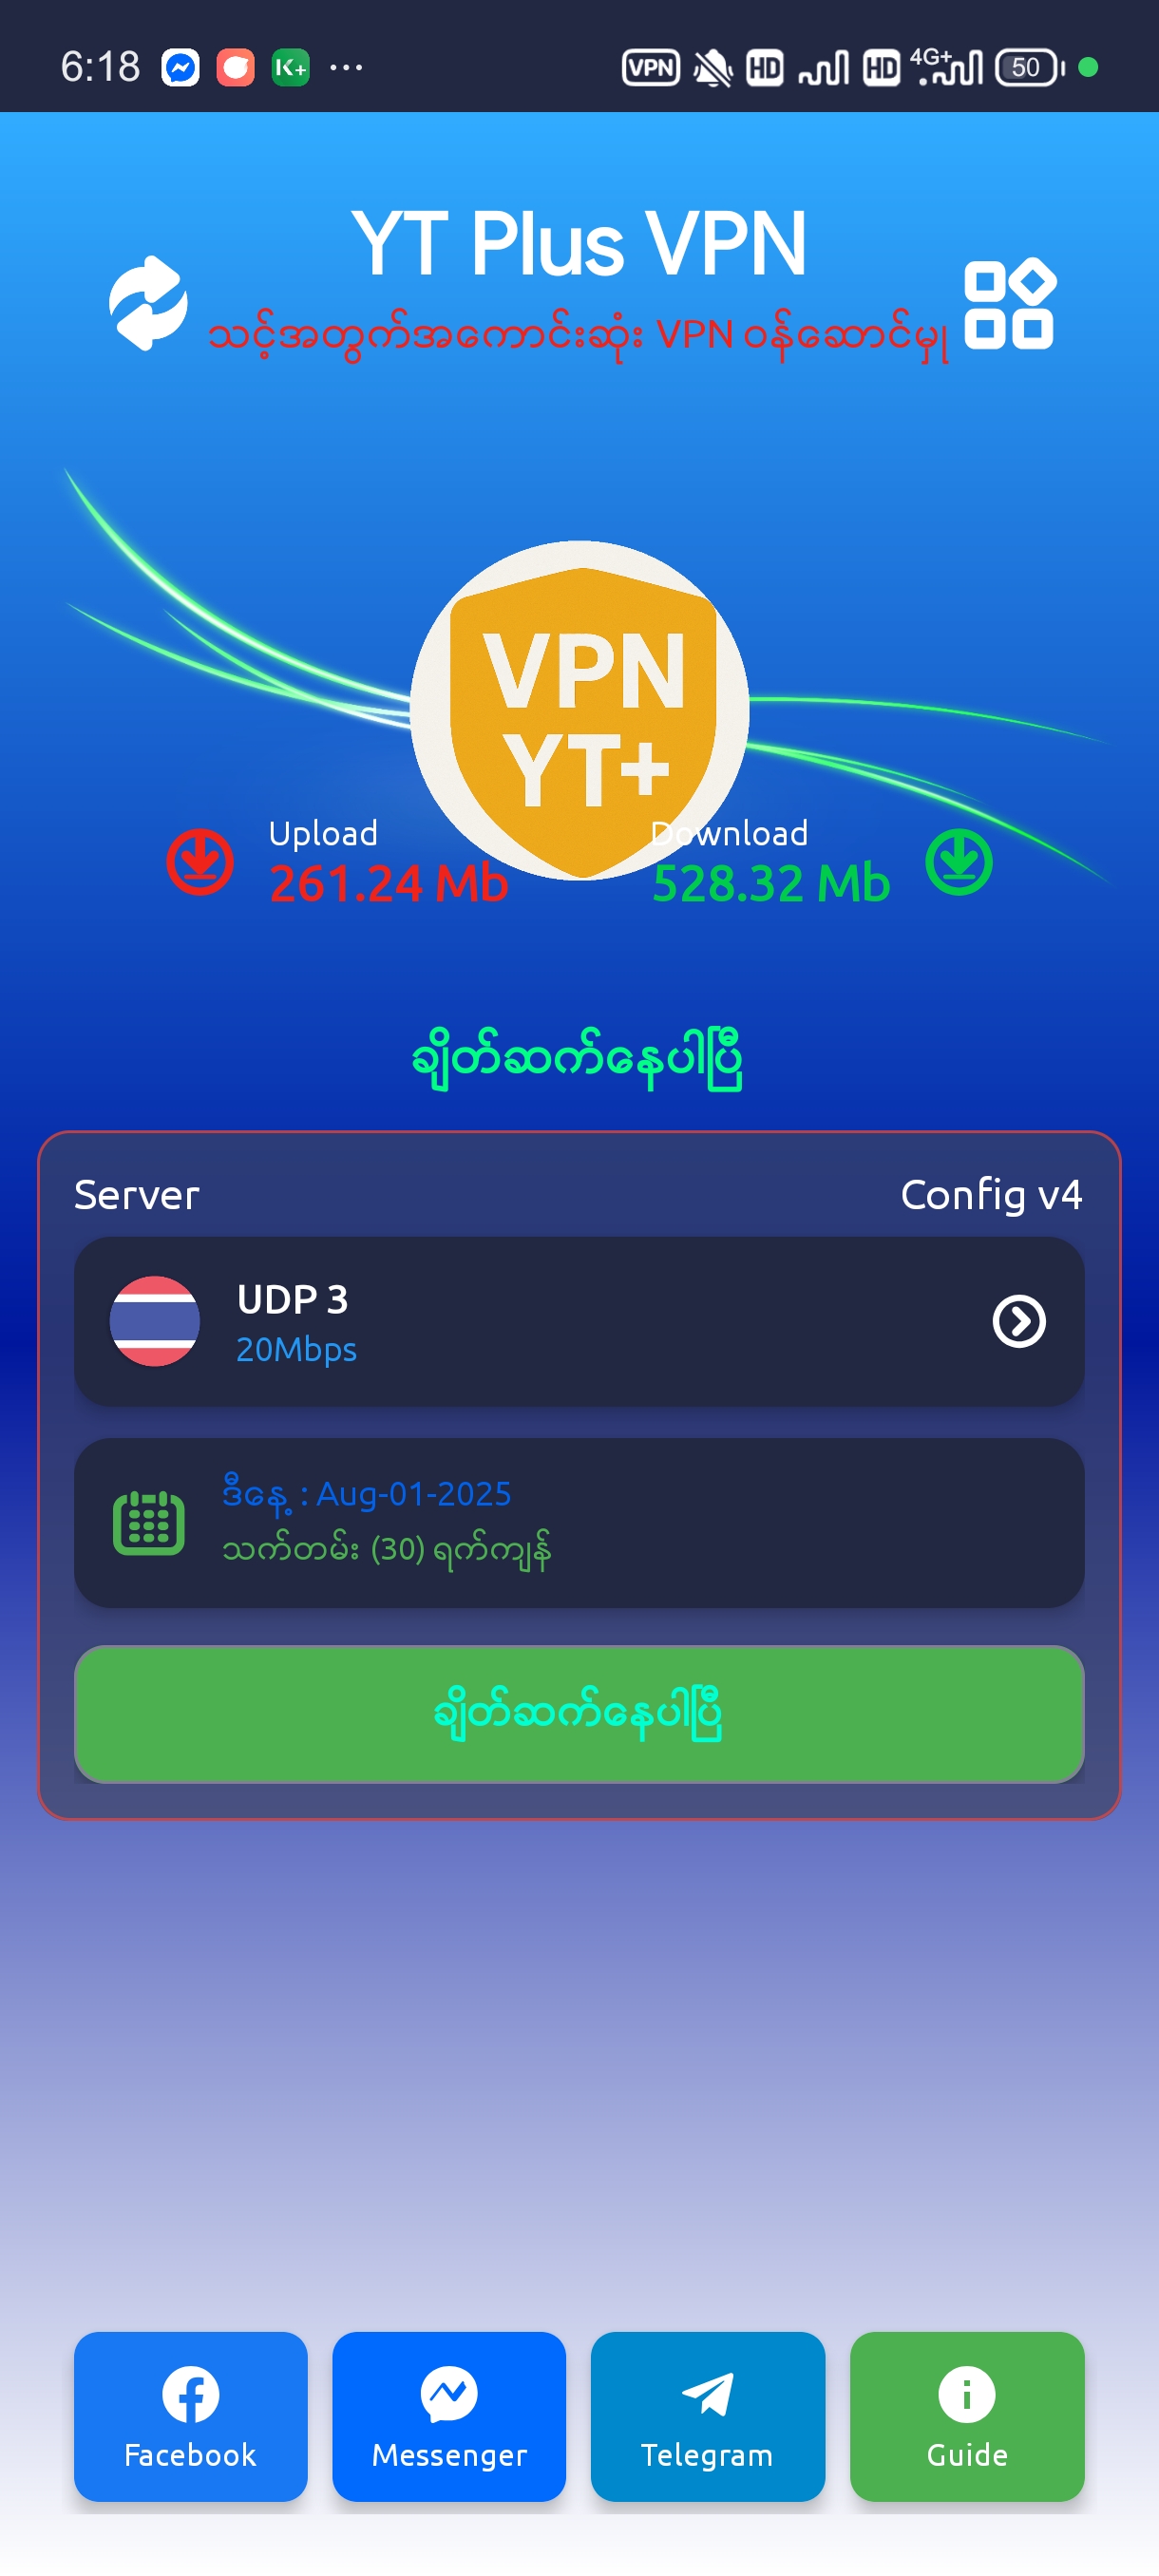 6:18 K+ ... VPN HD HD 4G+ 50
YT Plus VPN
သင့်အတွက်အကောင်းဆုံး VPN ဝန်ဆောင်မှု
VPN
YT+
Upload
261.24 Mb
Download
528.32 Mb
ချိတ်ဆက်နေပါပြီ
Server
Config v4
UDP 3
20Mbps
ဒီနေ့ : Aug-01-2025
သက်တမ်း (30) ရက်ကျန်
ချိတ်ဆက်နေပါပြီ
Facebook
Messenger
Telegram
Guide